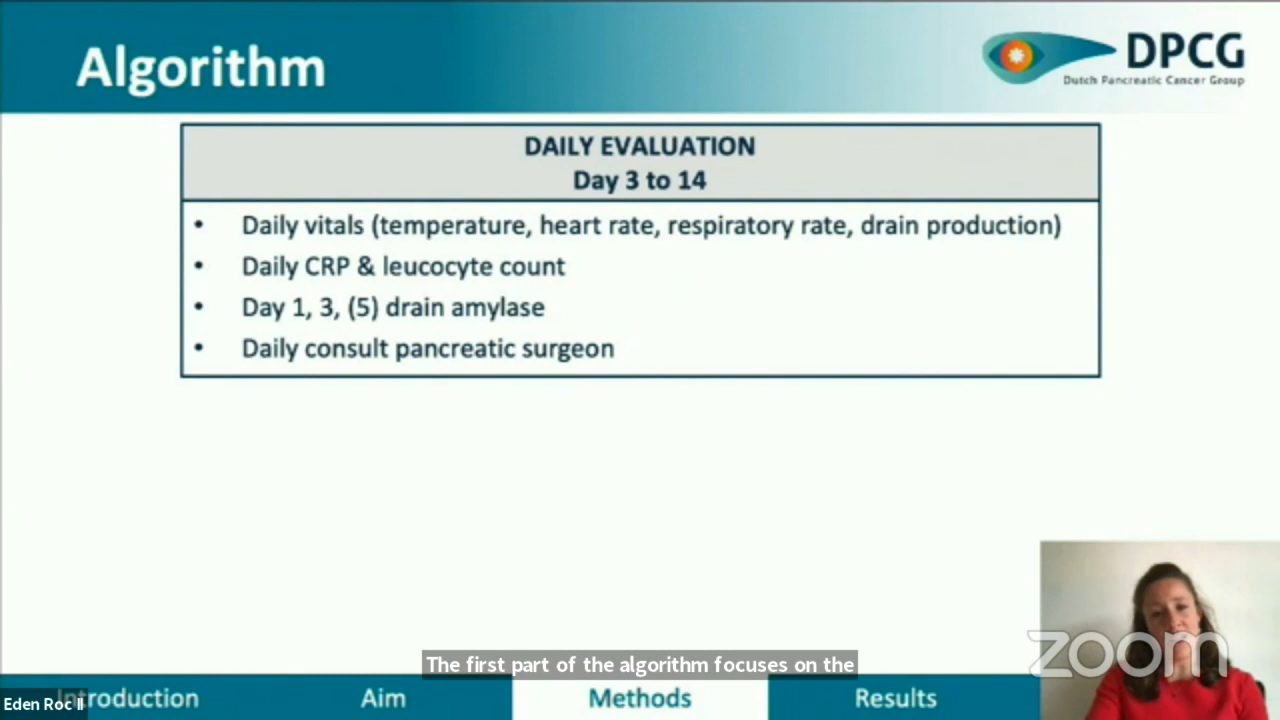 Algorithm
DPCG
Dutch Pancreatic Cancer Group
DAILY EVALUATION
Day 3 to 14
• Daily vitals (temperature, heart rate, respiratory rate, drain production)
• Daily CRP & leucocyte count
• Day 1, 3, (5) drain amylase
• Daily consult pancreatic surgeon
zoom
The first part of the algorithm focuses on the
Introduction Aim Methods Results
Eden Roc II